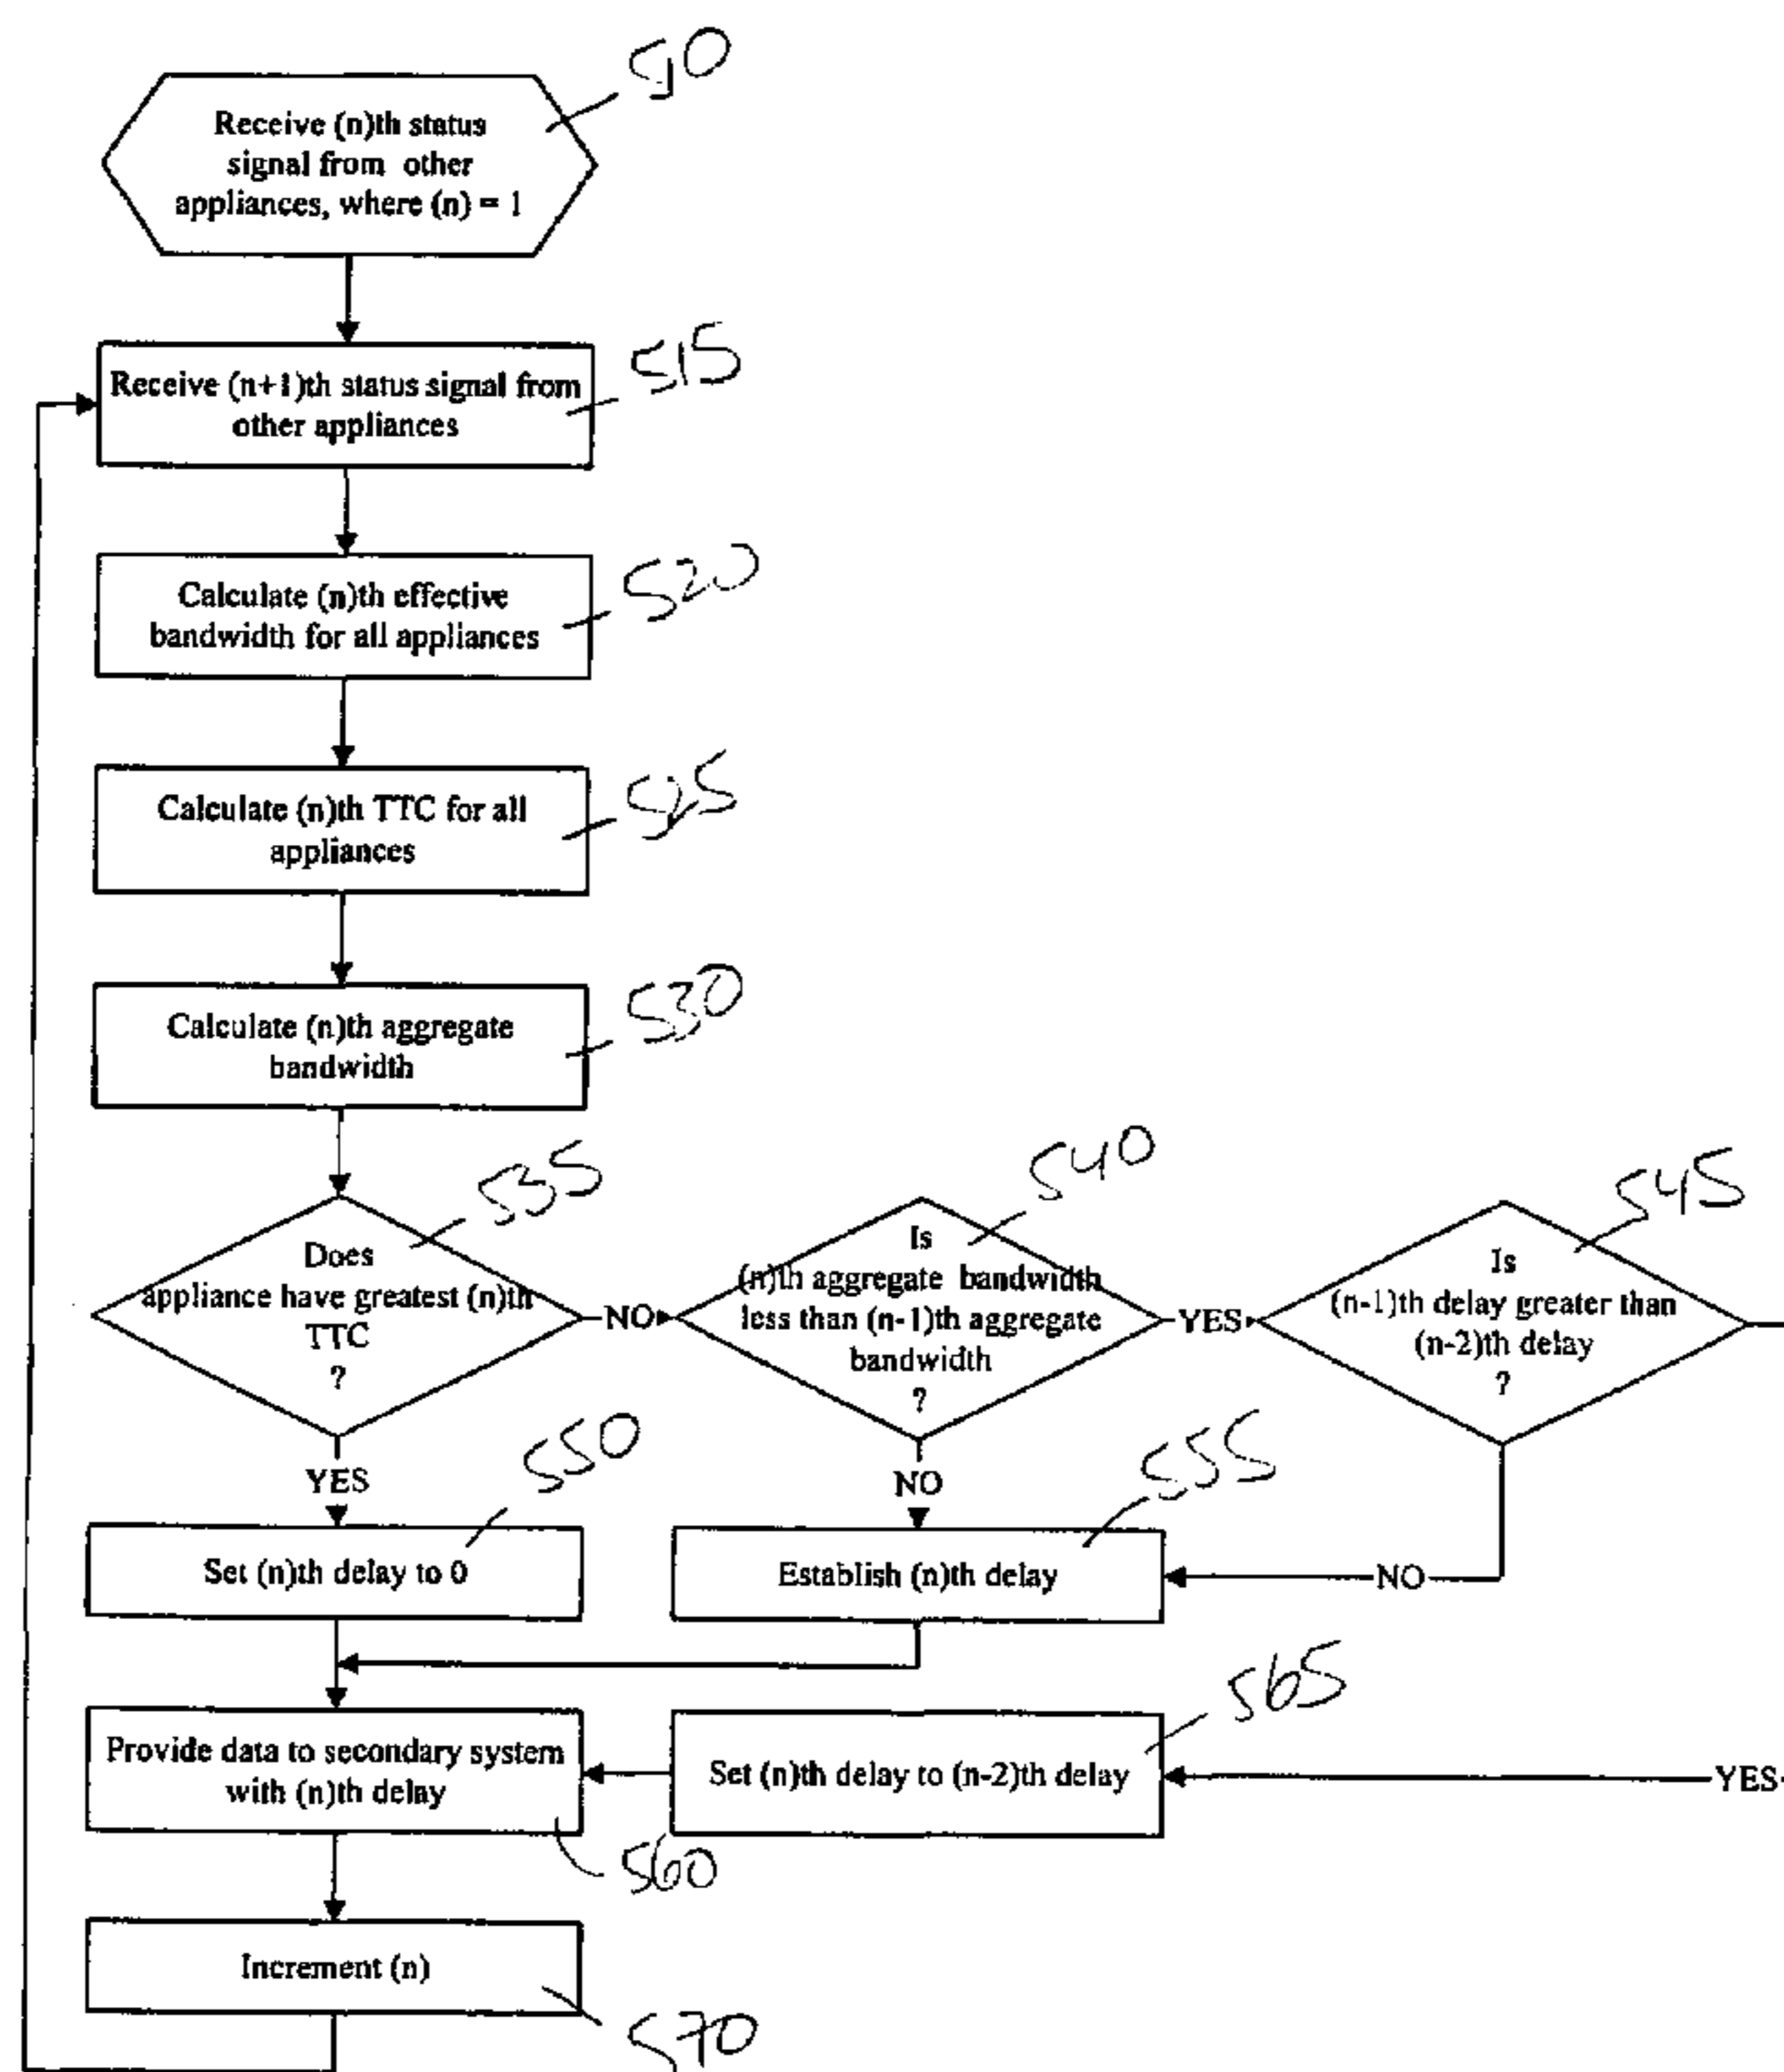 Receive (n)th status
signal from other
appliances, where (n) = 1
510
Receive (n+1)th status signal from
other appliances
515
Calculate (n)th effective
bandwidth for all appliances
520
Calculate (n)th TTC for all
appliances
525
Calculate (n)th aggregate
bandwidth
530
Does
appliance have greatest (n)th
TTC
?
535
NO
Is
(n)th aggregate bandwidth
less than (n-1)th aggregate
bandwidth
?
540
YES
Is
(n-1)th delay greater than
(n-2)th delay
?
545
YES
NO
Set (n)th delay to 0
550
Establish (n)th delay
555
NO
Provide data to secondary system
with (n)th delay
560
Set (n)th delay to (n-2)th delay
565
YES
Increment (n)
570